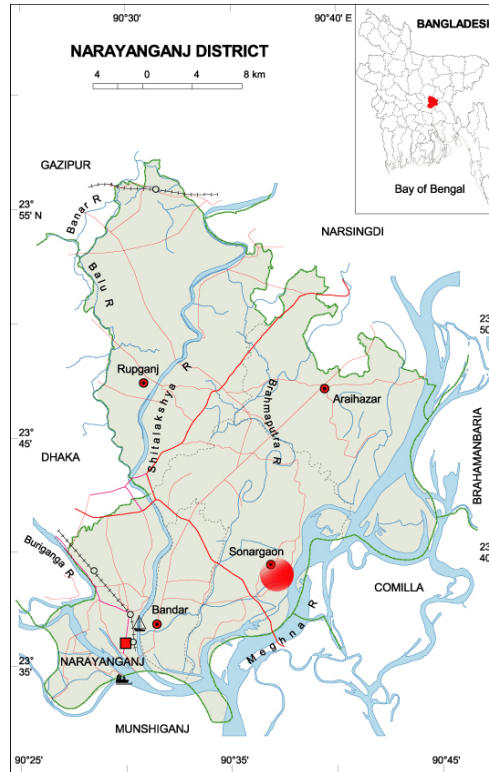 90°30'
90°40' E
NARAYANGANJ DISTRICT
4 0 4 8 km
BANGLADESH
Bay of Bengal
GAZIPUR
23°
55' N
Banar R
NARSINGDI
Balu R
23°
50'
Rupganj
Shitalakshya R
Brahmaputra R
Araihazar
23°
45'
DHAKA
BRAHAMANBARIA
Buriganga R
Sonargaon
23°
40'
COMILLA
Bandar
Meghna R
NARAYANGANJ
23°
35'
MUNSHIGANJ
90°25'
90°35'
90°45'